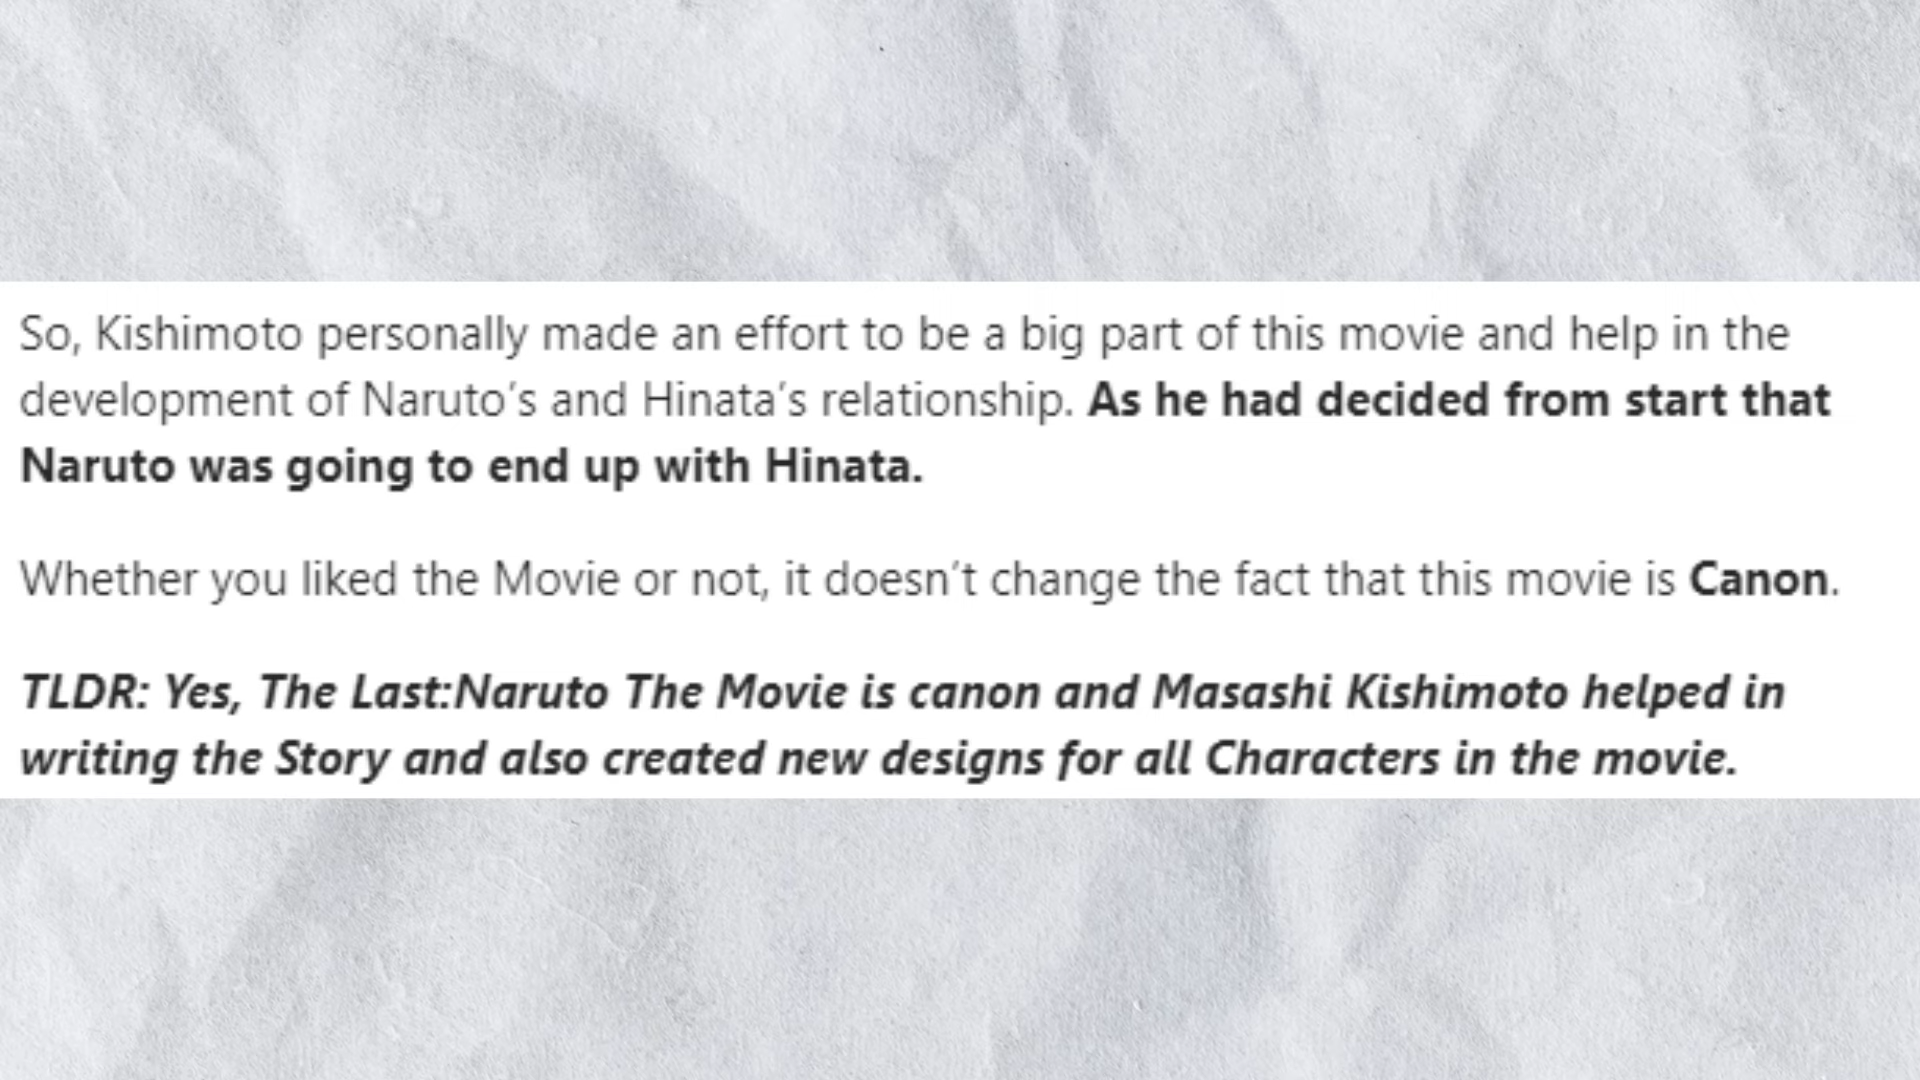 So, Kishimoto personally made an effort to be a big part of this movie and help in the
development of Naruto's and Hinata's relationship. As he had decided from start that
Naruto was going to end up with Hinata.
Whether you liked the Movie or not, it doesn't change the fact that this movie is Canon.
TLDR: Yes, The Last:Naruto The Movie is canon and Masashi Kishimoto helped in
writing the Story and also created new designs for all Characters in the movie.